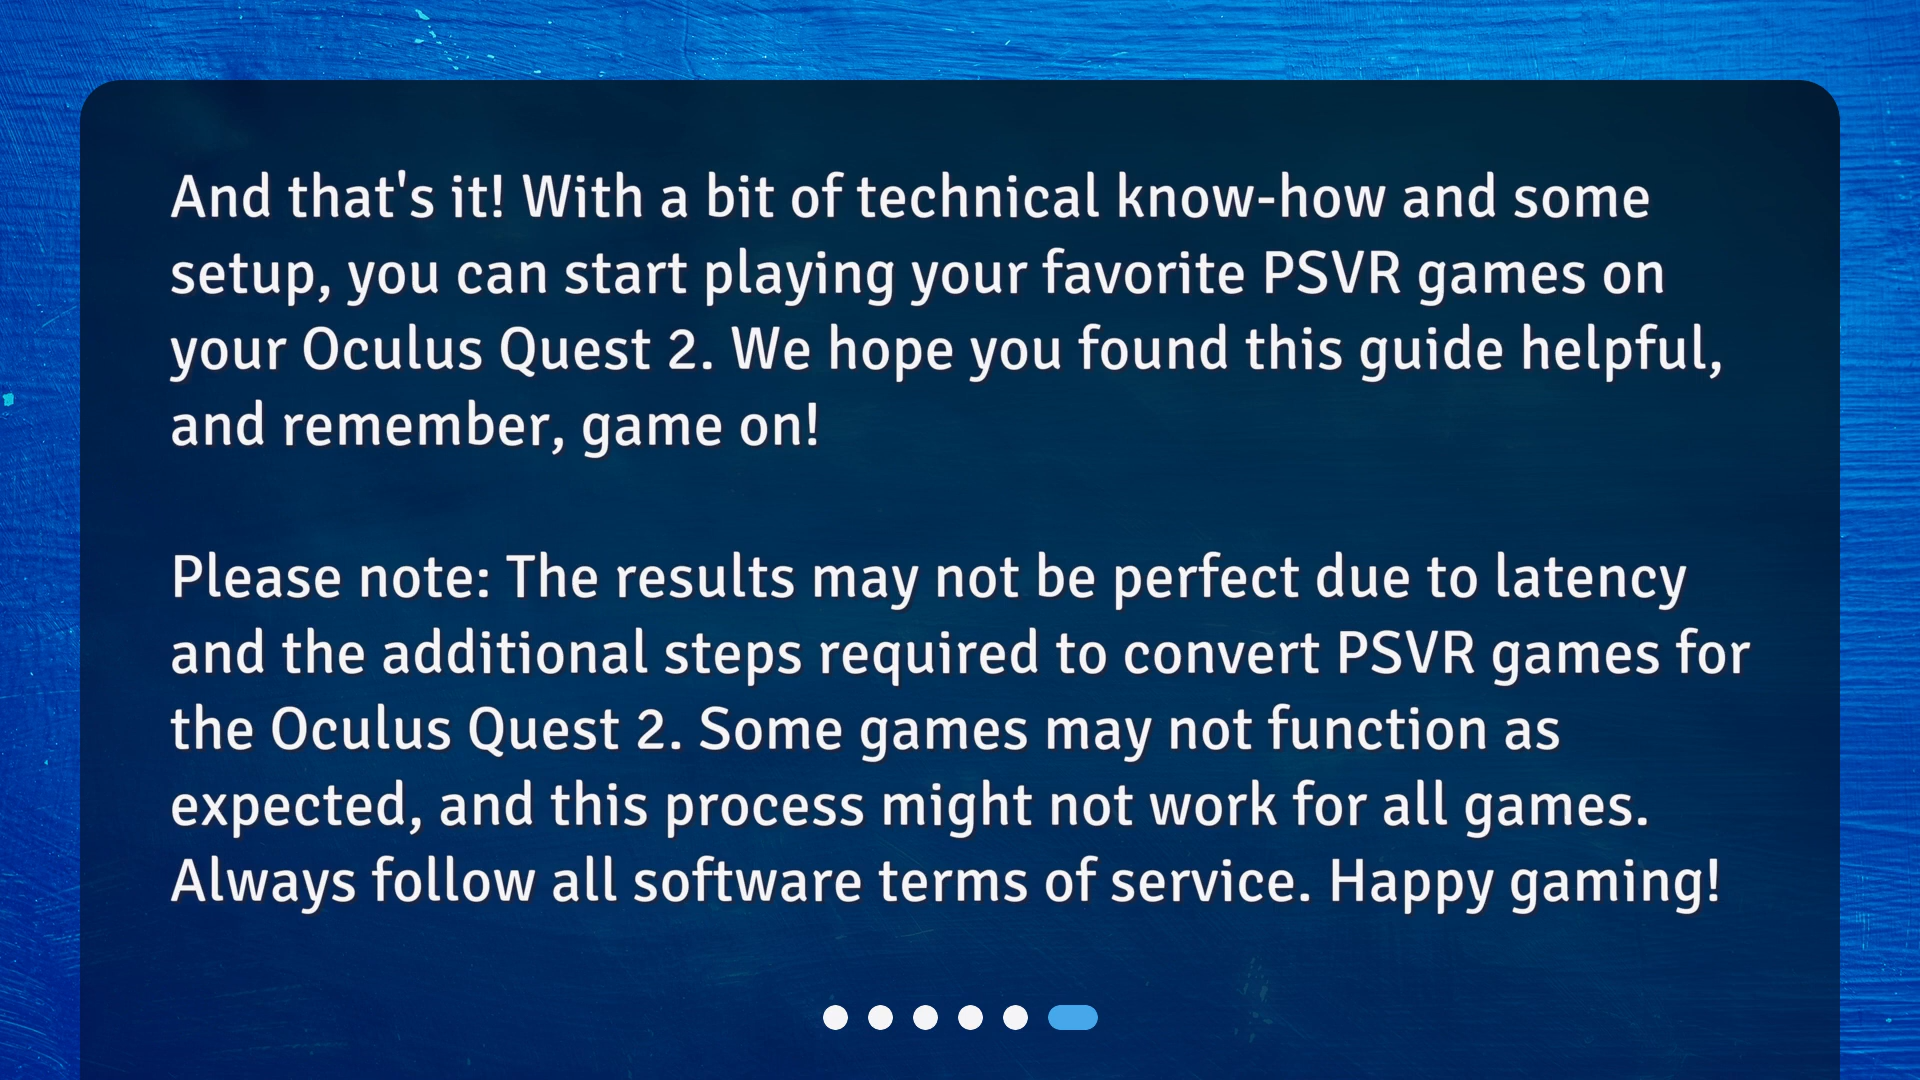 And that's it! With a bit of technical know-how and some
setup, you can start playing your favorite PSVR games on
your Oculus Quest 2. We hope you found this guide helpful,
and remember, game on!
Please note: The results may not be perfect due to latency
and the additional steps required to convert PSVR games for
the Oculus Quest 2. Some games may not function as
expected, and this process might not work for all games.
Always follow all software terms of service. Happy gaming!